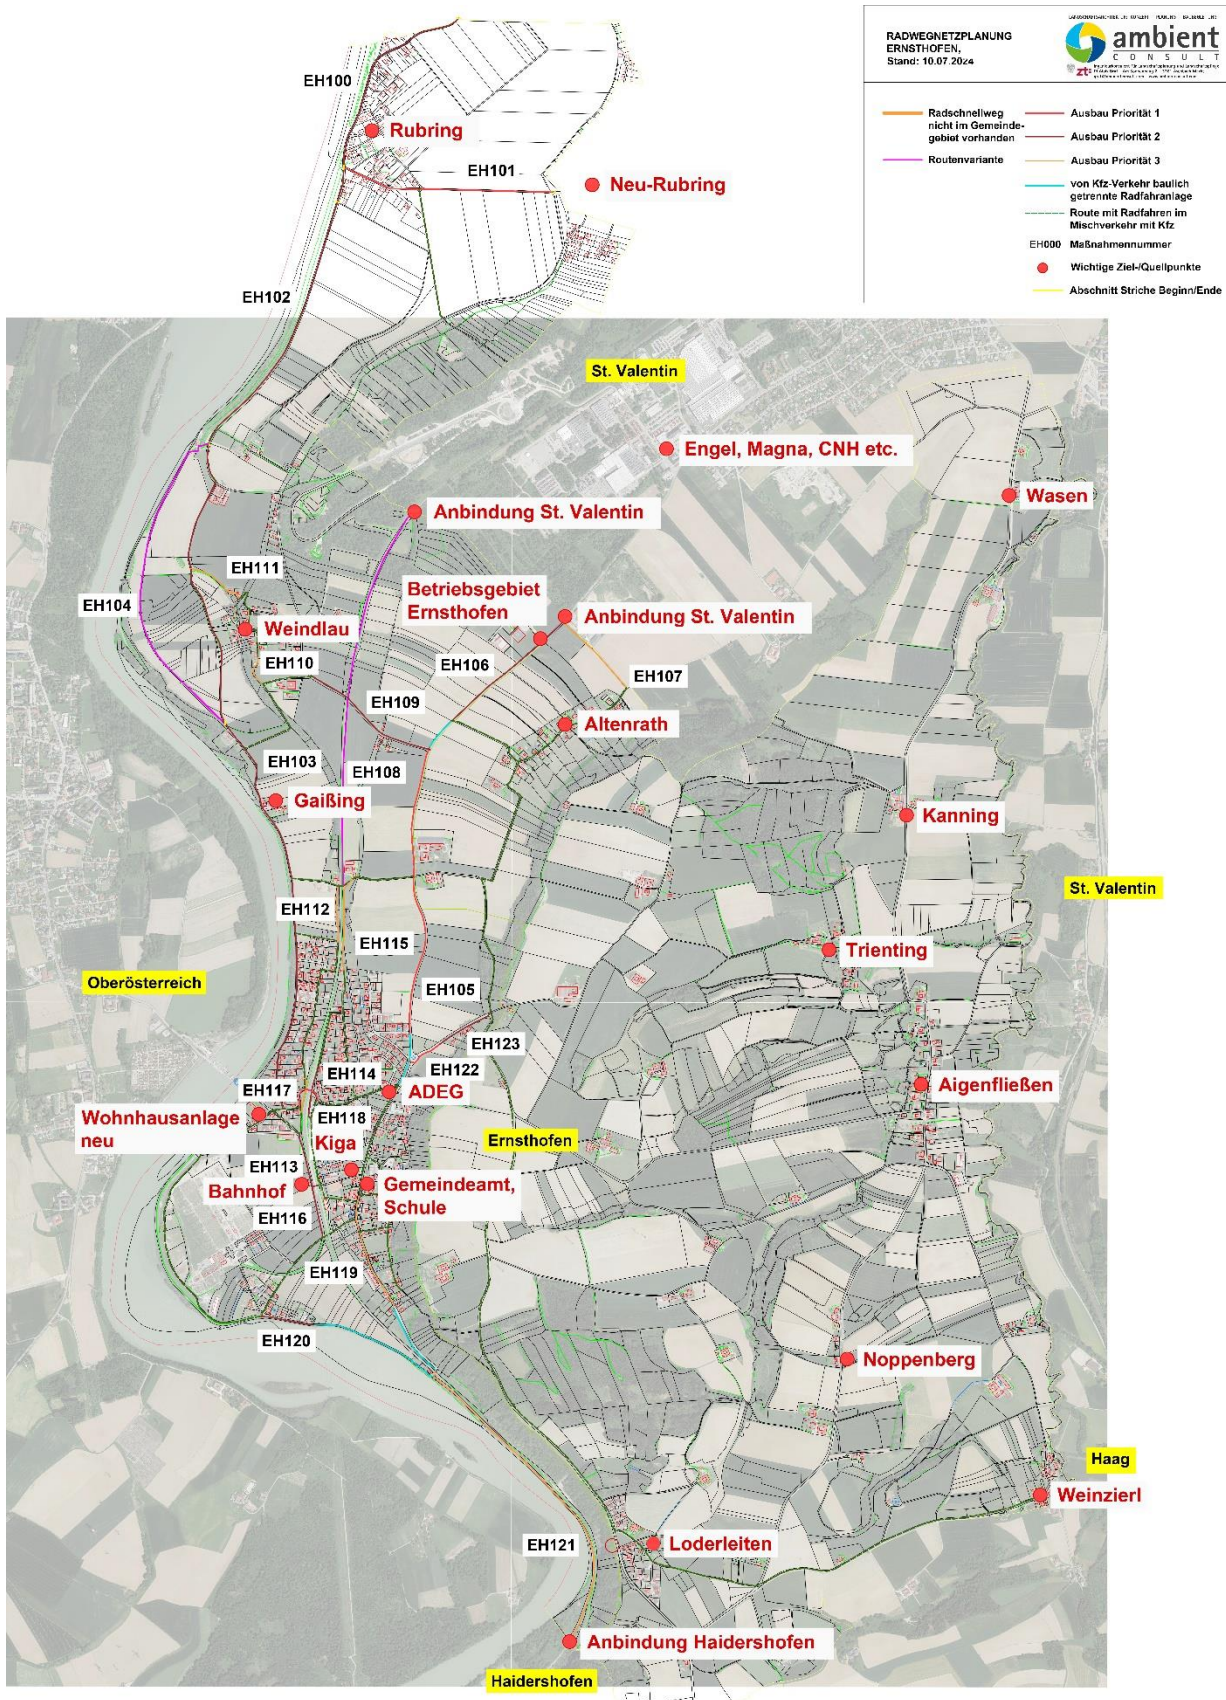 RADWEGNETZPLANUNG
ERNSTHOFEN,
Stand: 10.07.2024
ambient
CONSULT
zt:
Radschnellweg
nicht im Gemeinde-
gebiet vorhanden
Routenvariante
Ausbau Priorität 1
Ausbau Priorität 2
Ausbau Priorität 3
von Kfz-Verkehr baulich
getrennte Radfahranlage
Route mit Radfahren im
Mischverkehr mit Kfz
EH000 Maßnahmennummer
Wichtige Ziel-/Quellpunkte
Abschnitt Striche Beginn/Ende
EH100
Rubring
EH101
Neu-Rubring
EH102
St. Valentin
Engel, Magna, CNH etc.
Wasen
Anbindung St. Valentin
EH111
Betriebsgebiet
Ernsthofen
EH104
Anbindung St. Valentin
Weindlau
EH110
EH106
EH107
EH109
Altenrath
EH103
EH108
Gaißing
Kanning
St. Valentin
EH112
EH115
Trienting
Oberösterreich
EH105
EH123
EH122
EH114
EH117
ADEG
Aigenfließen
Wohnhausanlage
neu
EH118
Kiga
Ernsthofen
EH113
Bahnhof
Gemeindeamt,
Schule
EH116
EH119
EH120
Noppenberg
Haag
Weinzierl
EH121
Loderleiten
Anbindung Haidershofen
Haidershofen